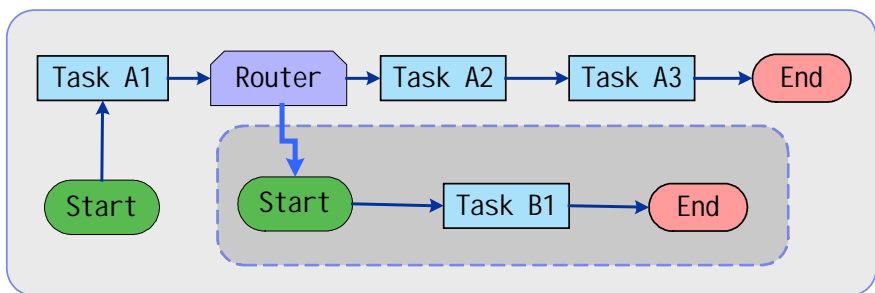 Task A1
Router
Task A2
Task A3
End
Start
Start
Task B1
End